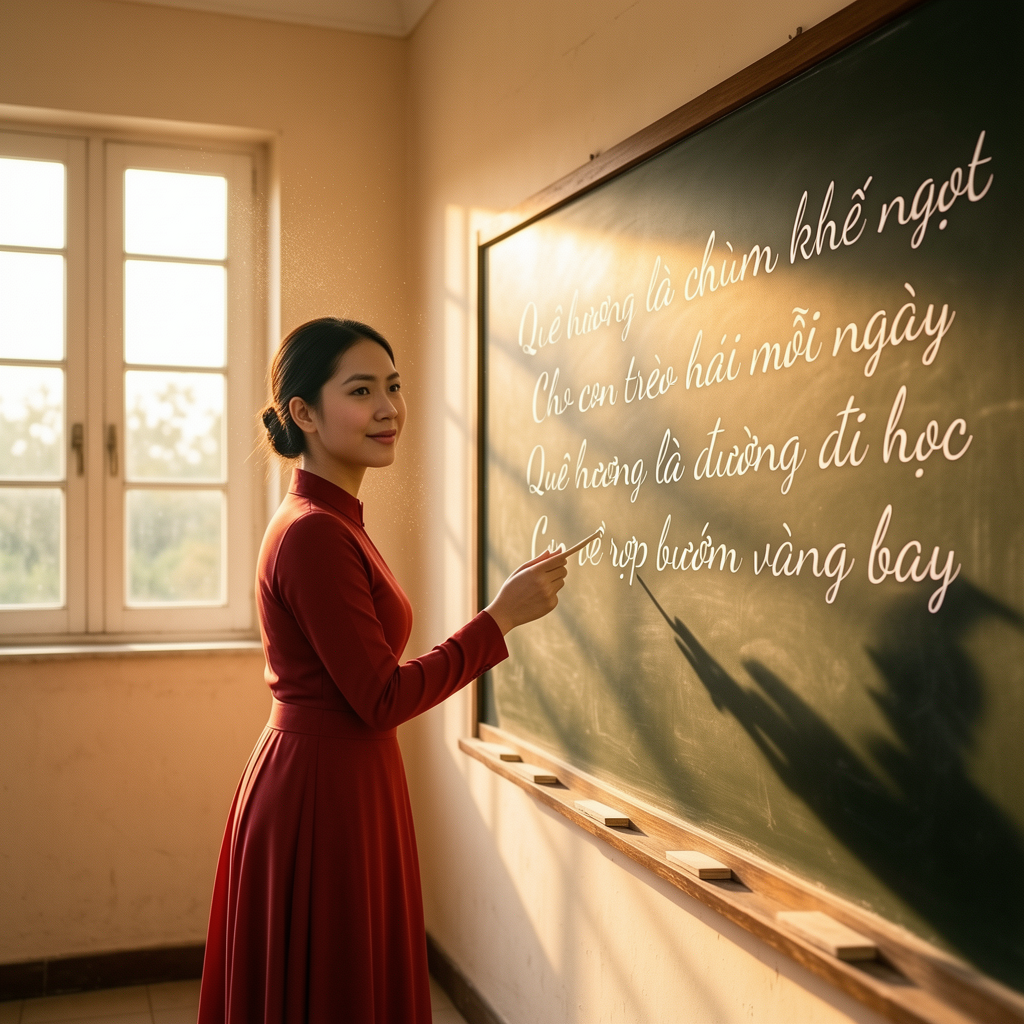 Quê hương là chùm khế ngọt
Cho con trèo hái mỗi ngày
Quê hương là đường đi học
về rợp bướm vàng bay